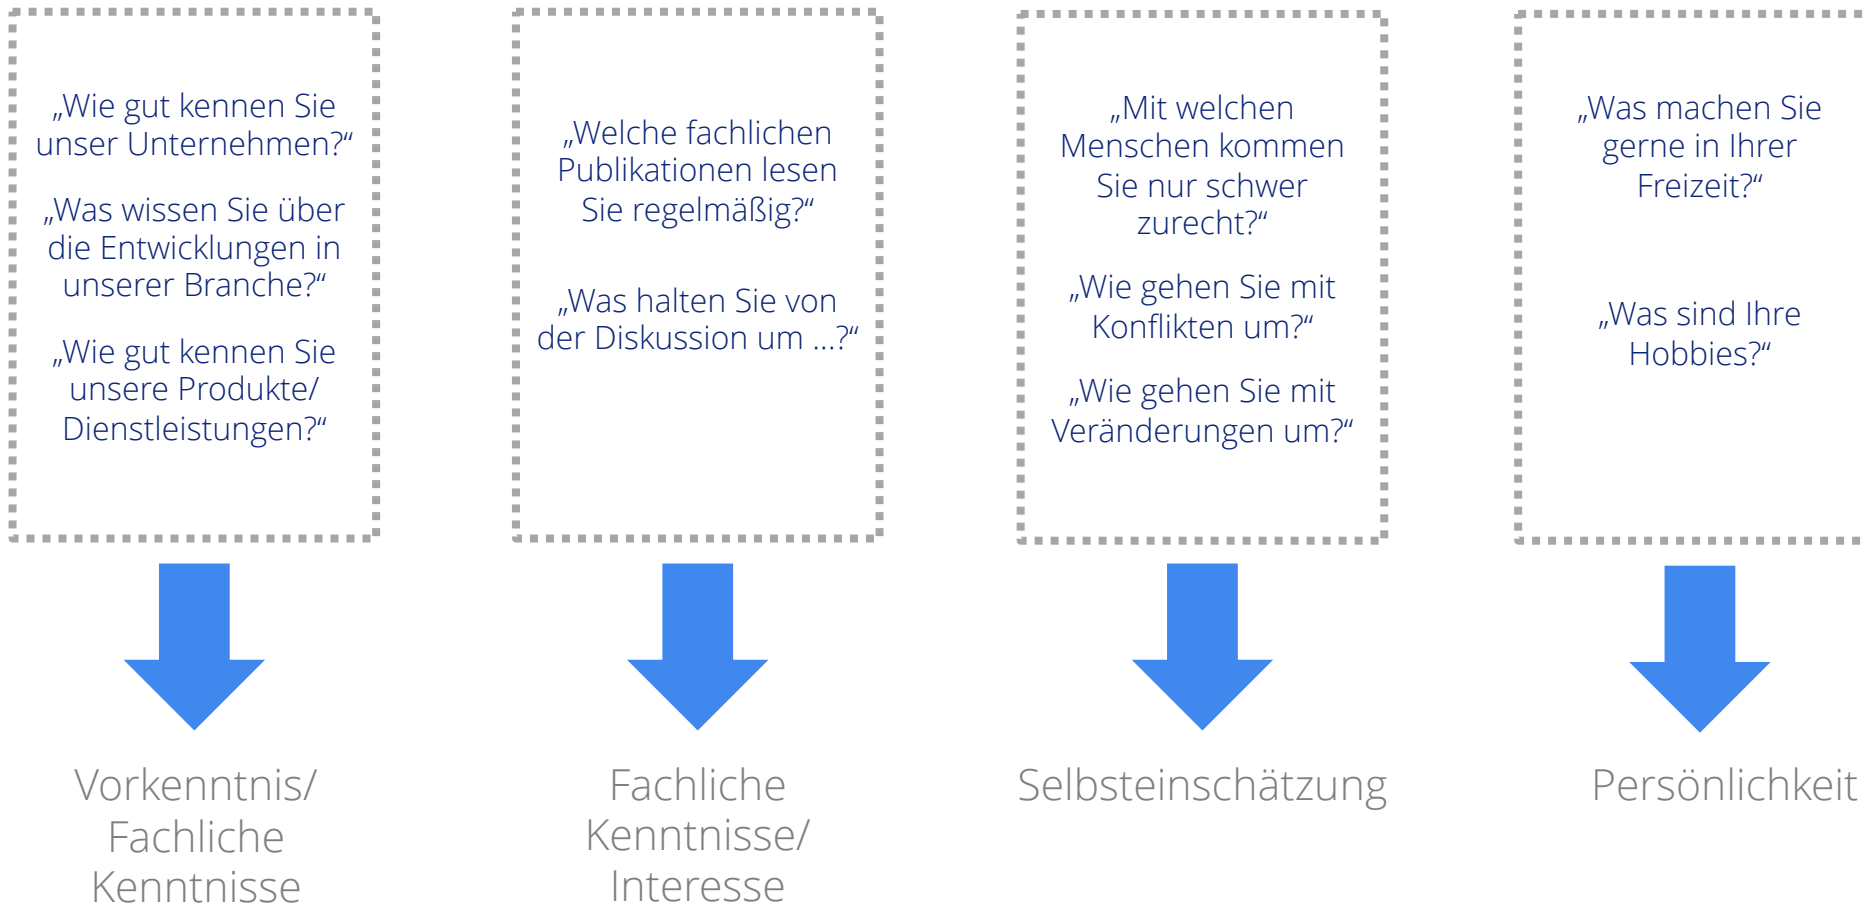 „Wie gut kennen Sie
unser Unternehmen?“
„Was wissen Sie über
die Entwicklungen in
unserer Branche?“
„Wie gut kennen Sie
unsere Produkte/
Dienstleistungen?“
Vorkenntnis/
Fachliche
Kenntnisse
„Welche fachlichen
Publikationen lesen
Sie regelmäßig?“
„Was halten Sie von
der Diskussion um ...?“
Fachliche
Kenntnisse/
Interesse
„Mit welchen
Menschen kommen
Sie nur schwer
zurecht?“
„Wie gehen Sie mit
Konflikten um?“
„Wie gehen Sie mit
Veränderungen um?“
Selbsteinschätzung
„Was machen Sie
gerne in Ihrer
Freizeit?“
„Was sind Ihre
Hobbies?“
Persönlichkeit